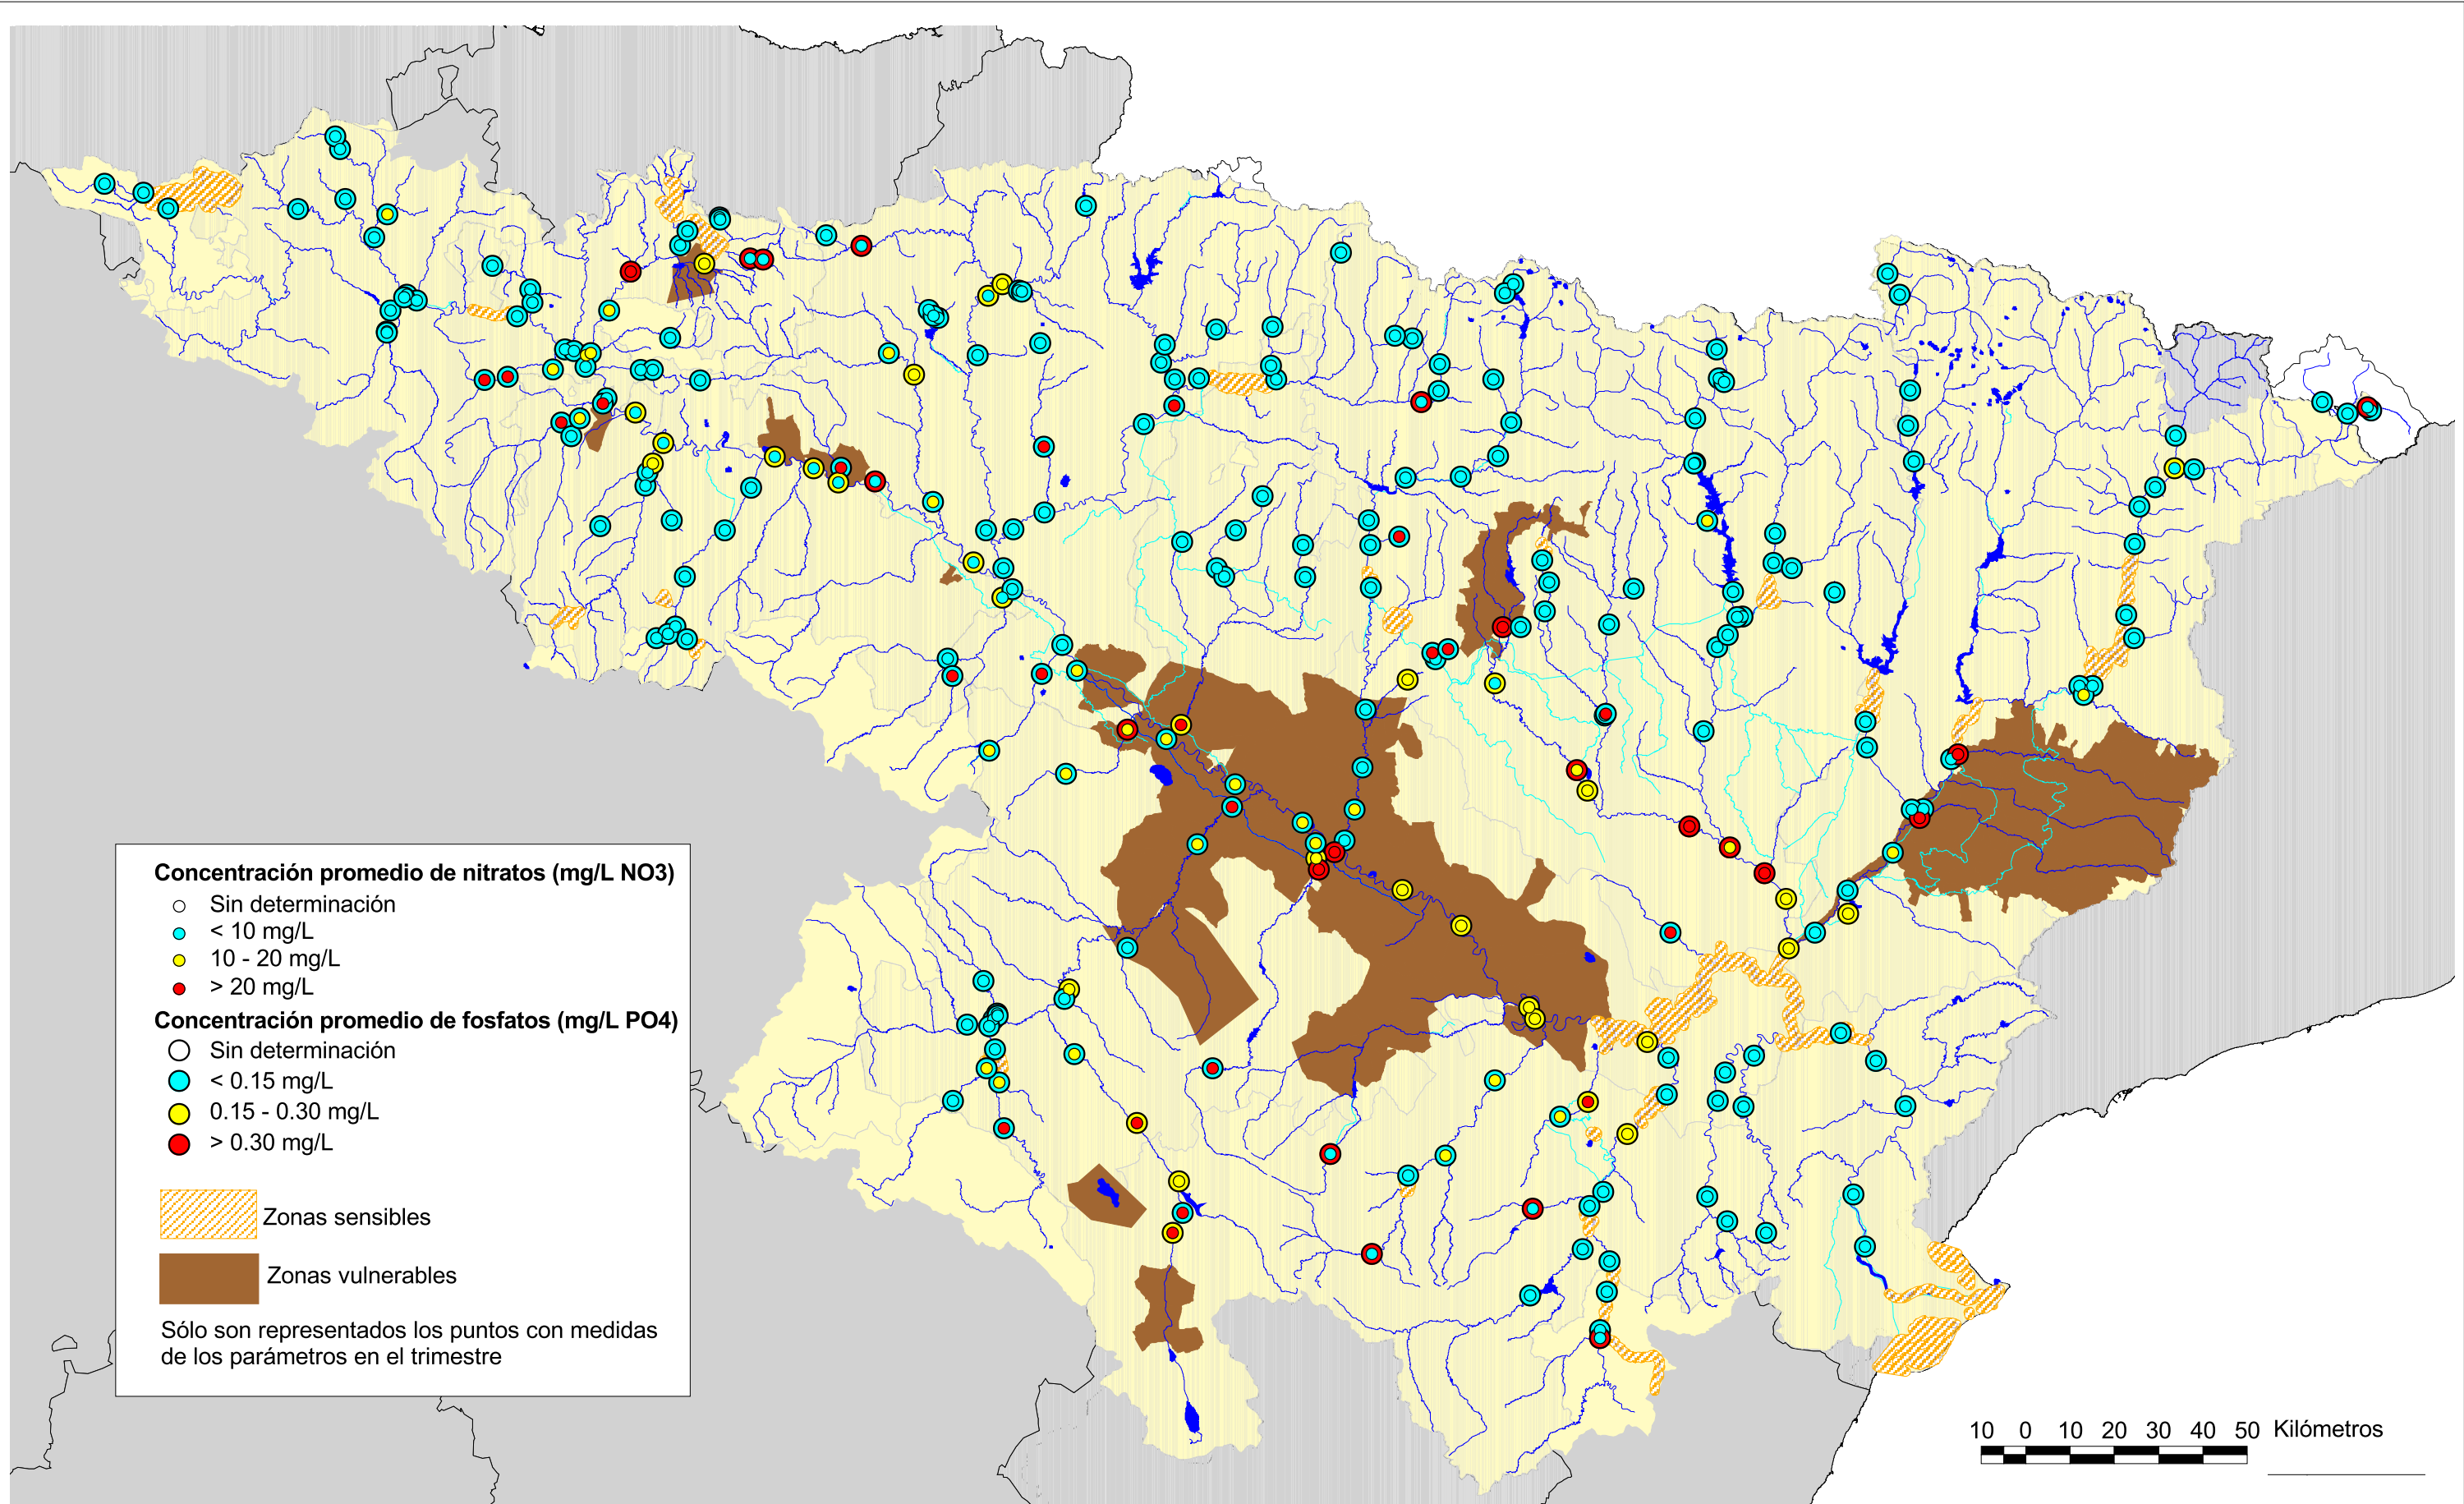 Concentración promedio de nitratos (mg/L NO3)
Sin determinación
< 10 mg/L
10 - 20 mg/L
> 20 mg/L
Concentración promedio de fosfatos (mg/L PO4)
Sin determinación
< 0.15 mg/L
0.15 - 0.30 mg/L
> 0.30 mg/L
Zonas sensibles
Zonas vulnerables
Sólo son representados los puntos con medidas
de los parámetros en el trimestre
10 0 10 20 30 40 50 Kilómetros